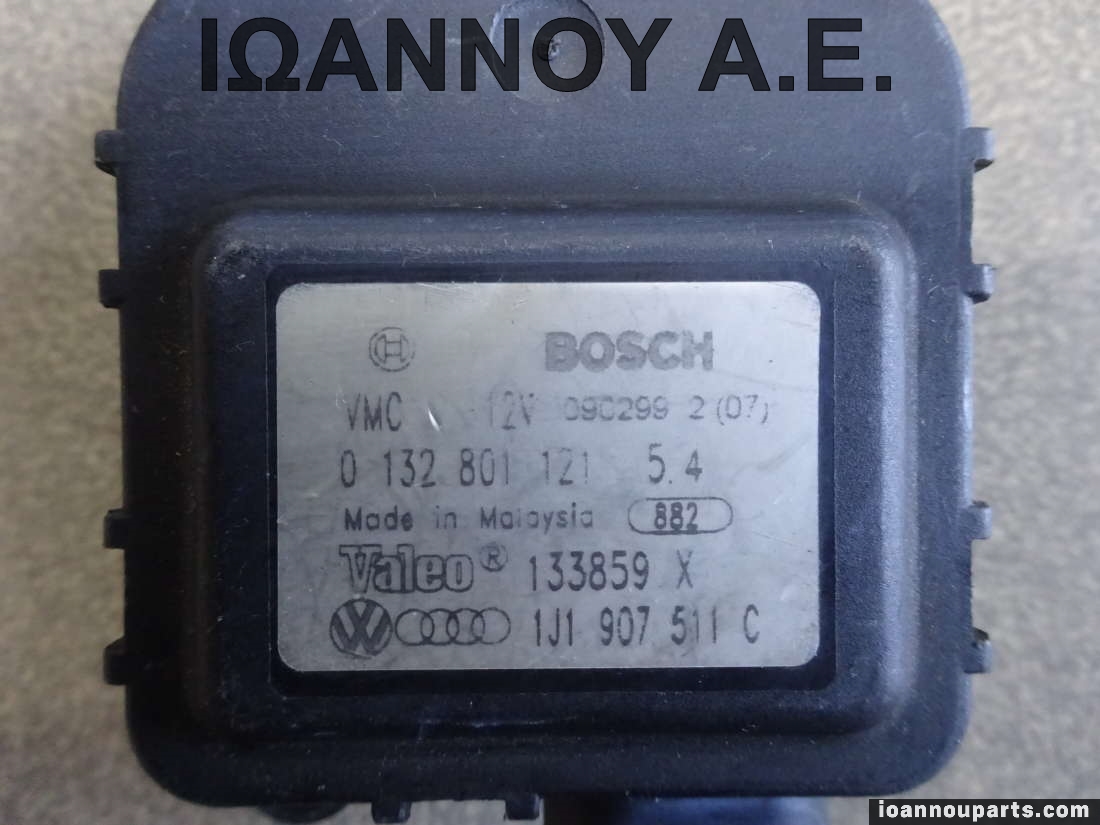 ΙΩΑΝΝΟΥ Α.Ε.
BOSCH
VMC 12V 090299 2 (07)
0 132 801 121 5.4
Made in Malaysia 882
Valeo® 133859 X
VW 1J1 907 511 C
ioannouparts.com